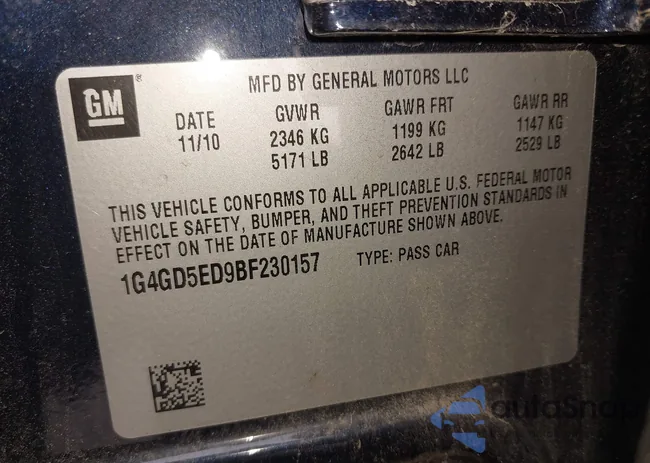 GM
MFD BY GENERAL MOTORS LLC
DATE GVWR GAWR FRT GAWR RR
11/10 2346 KG 1199 KG 1147 KG
5171 LB 2642 LB 2529 LB
THIS VEHICLE CONFORMS TO ALL APPLICABLE U.S. FEDERAL MOTOR
VEHICLE SAFETY, BUMPER, AND THEFT PREVENTION STANDARDS IN
EFFECT ON THE DATE OF MANUFACTURE SHOWN ABOVE.
1G4GD5ED9BF230157 TYPE: PASS CAR